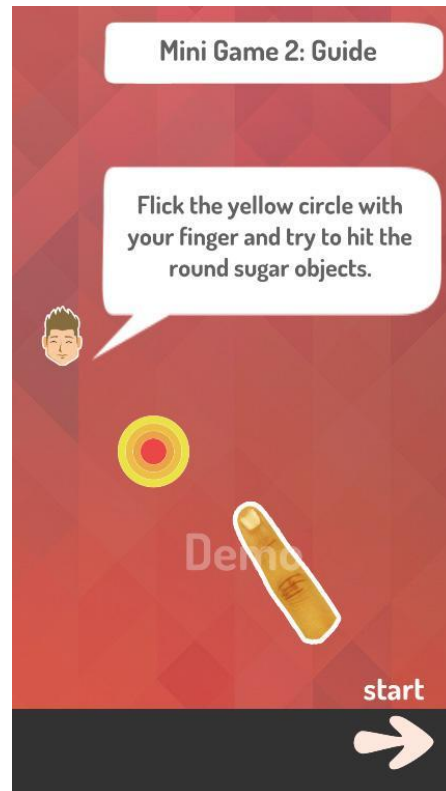 Mini Game 2: Guide
Flick the yellow circle with
your finger and try to hit the
round sugar objects.
Demo
start